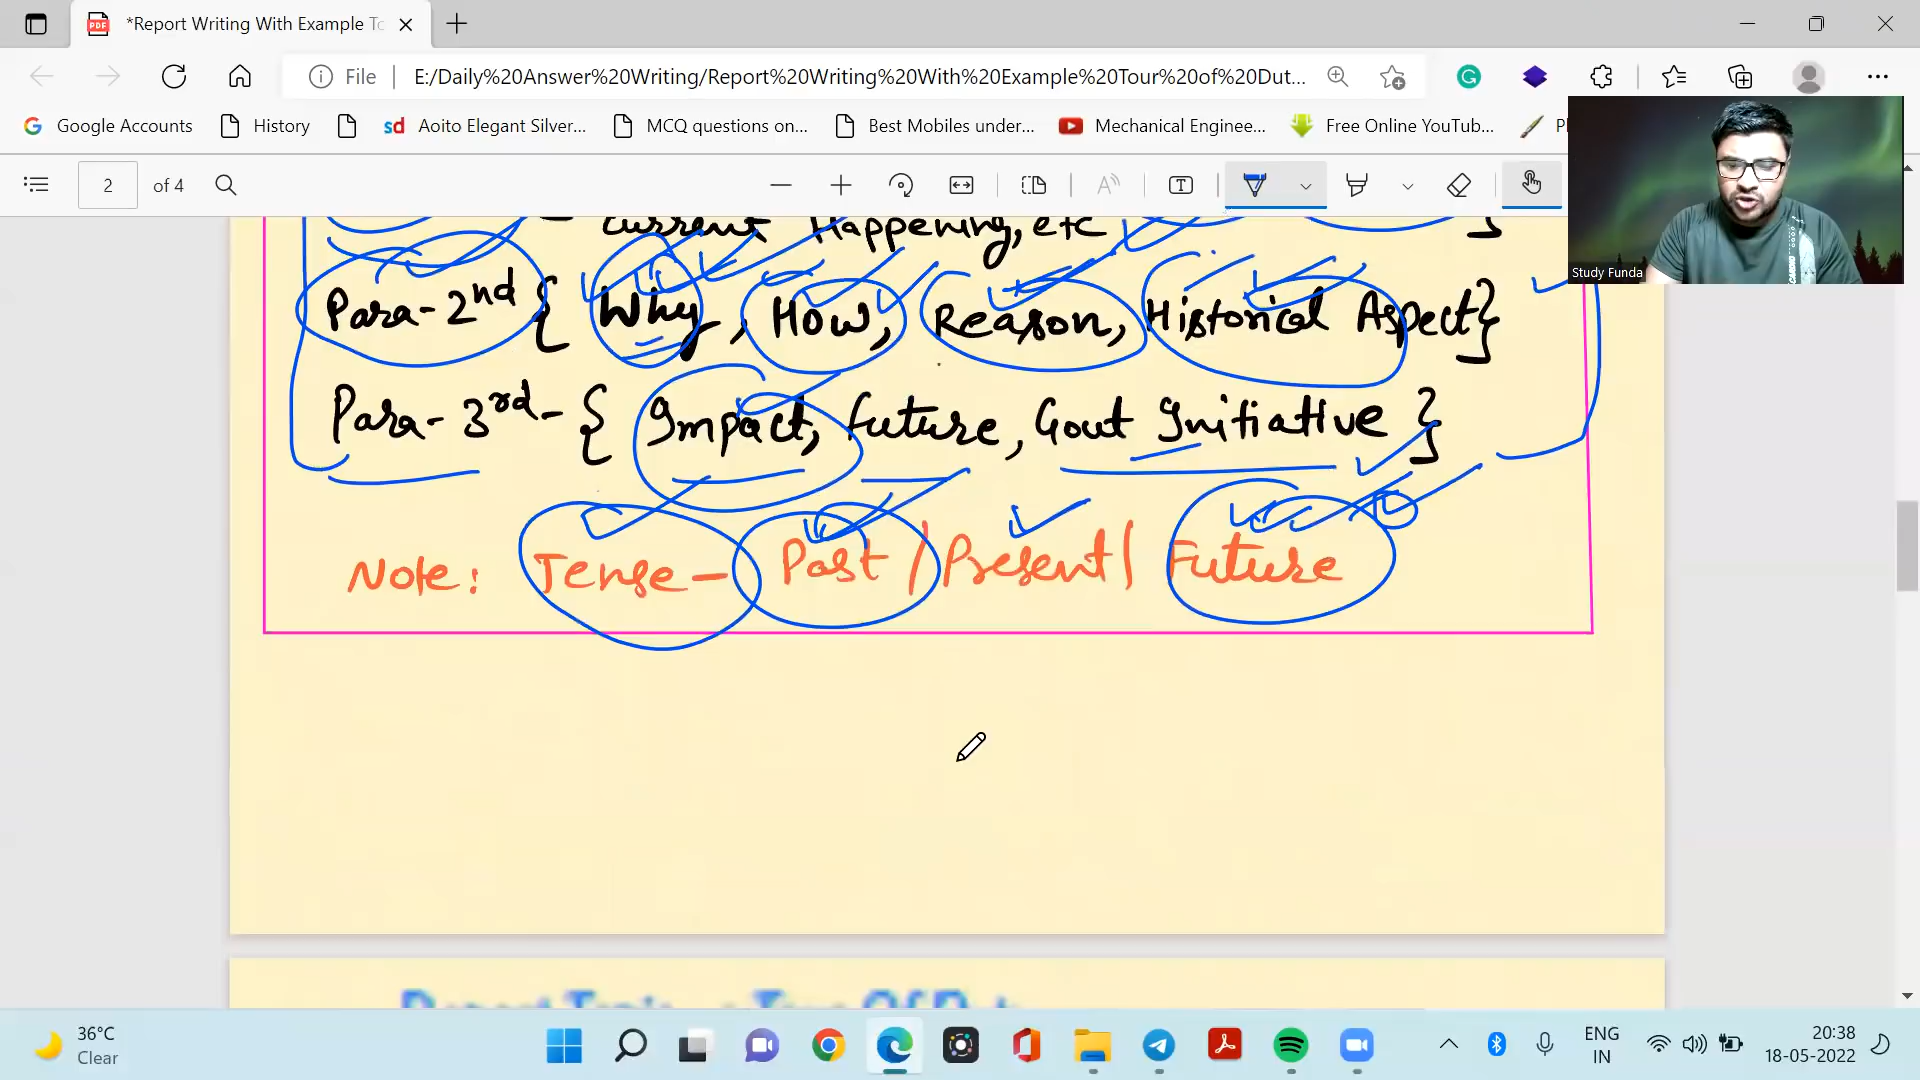 *Report Writing With Example To
File
E:/Daily%20Answer%20Writing/Report%20Writing%20With%20Example%20Tour%20of%20Dut...
Google Accounts
History
sd Aoito Elegant Silver...
MCQ questions on...
Best Mobiles under...
Mechanical Enginee...
Free Online YouTub...
2 of 4
Study Funda
current Happening, etc }
Para-2nd { Why, How, Reason, Historical Aspect}
Para-3rd- { Impact, Future, Govt Initiative }
Note: Tense- Past / Present / Future
36°C
Clear
ENG
IN
20:38
18-05-2022